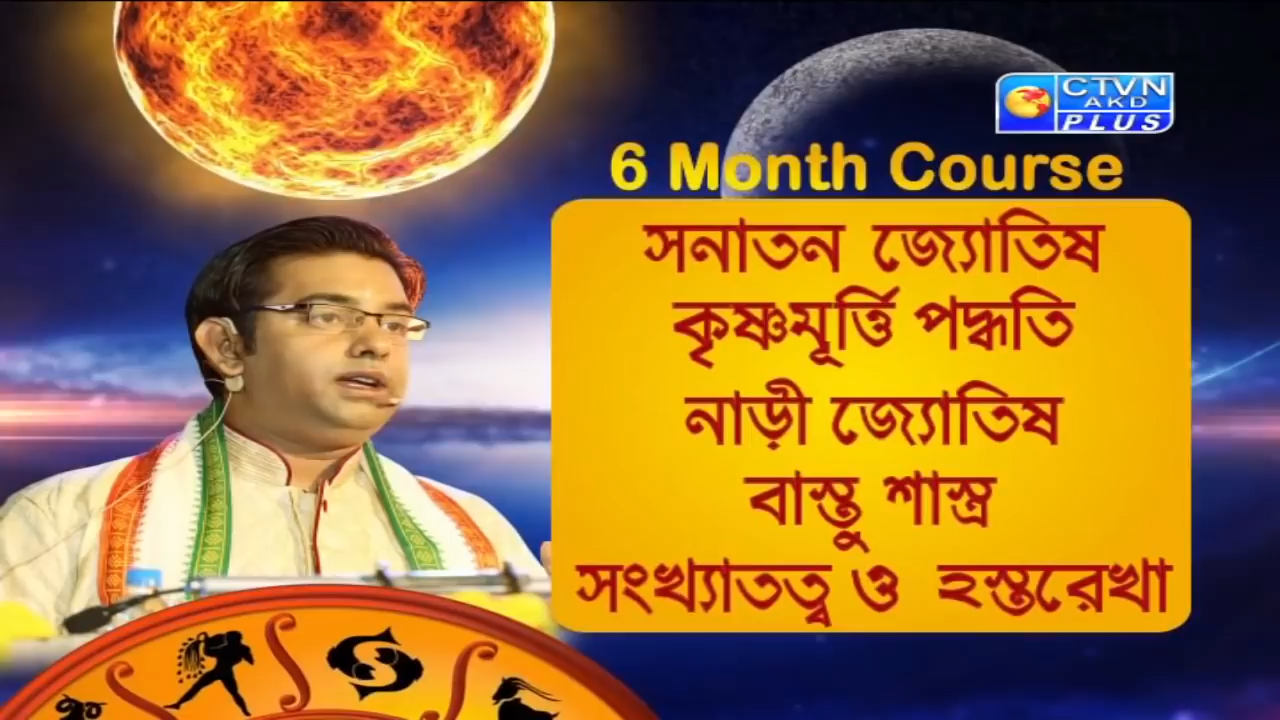 CTVN
AKD
PLUS
6 Month Course
সনাতন জ্যোতিষ
কৃষ্ণমূর্ত্তি পদ্ধতি
নাড়ী জ্যোতিষ
বাস্তু শাস্ত্র
সংখ্যাতত্ব ও হস্তরেখা